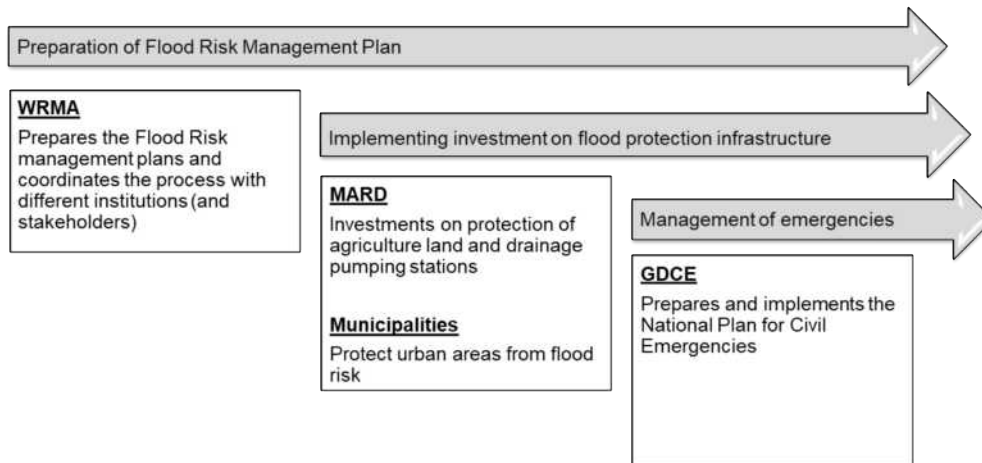 Preparation of Flood Risk Management Plan
WRMA
Prepares the Flood Risk
management plans and
coordinates the process with
different institutions (and
stakeholders)
Implementing investment on flood protection infrastructure
MARD
Investments on protection of
agriculture land and drainage
pumping stations
Municipalities
Protect urban areas from flood
risk
Management of emergencies
GDCE
Prepares and implements the
National Plan for Civil
Emergencies